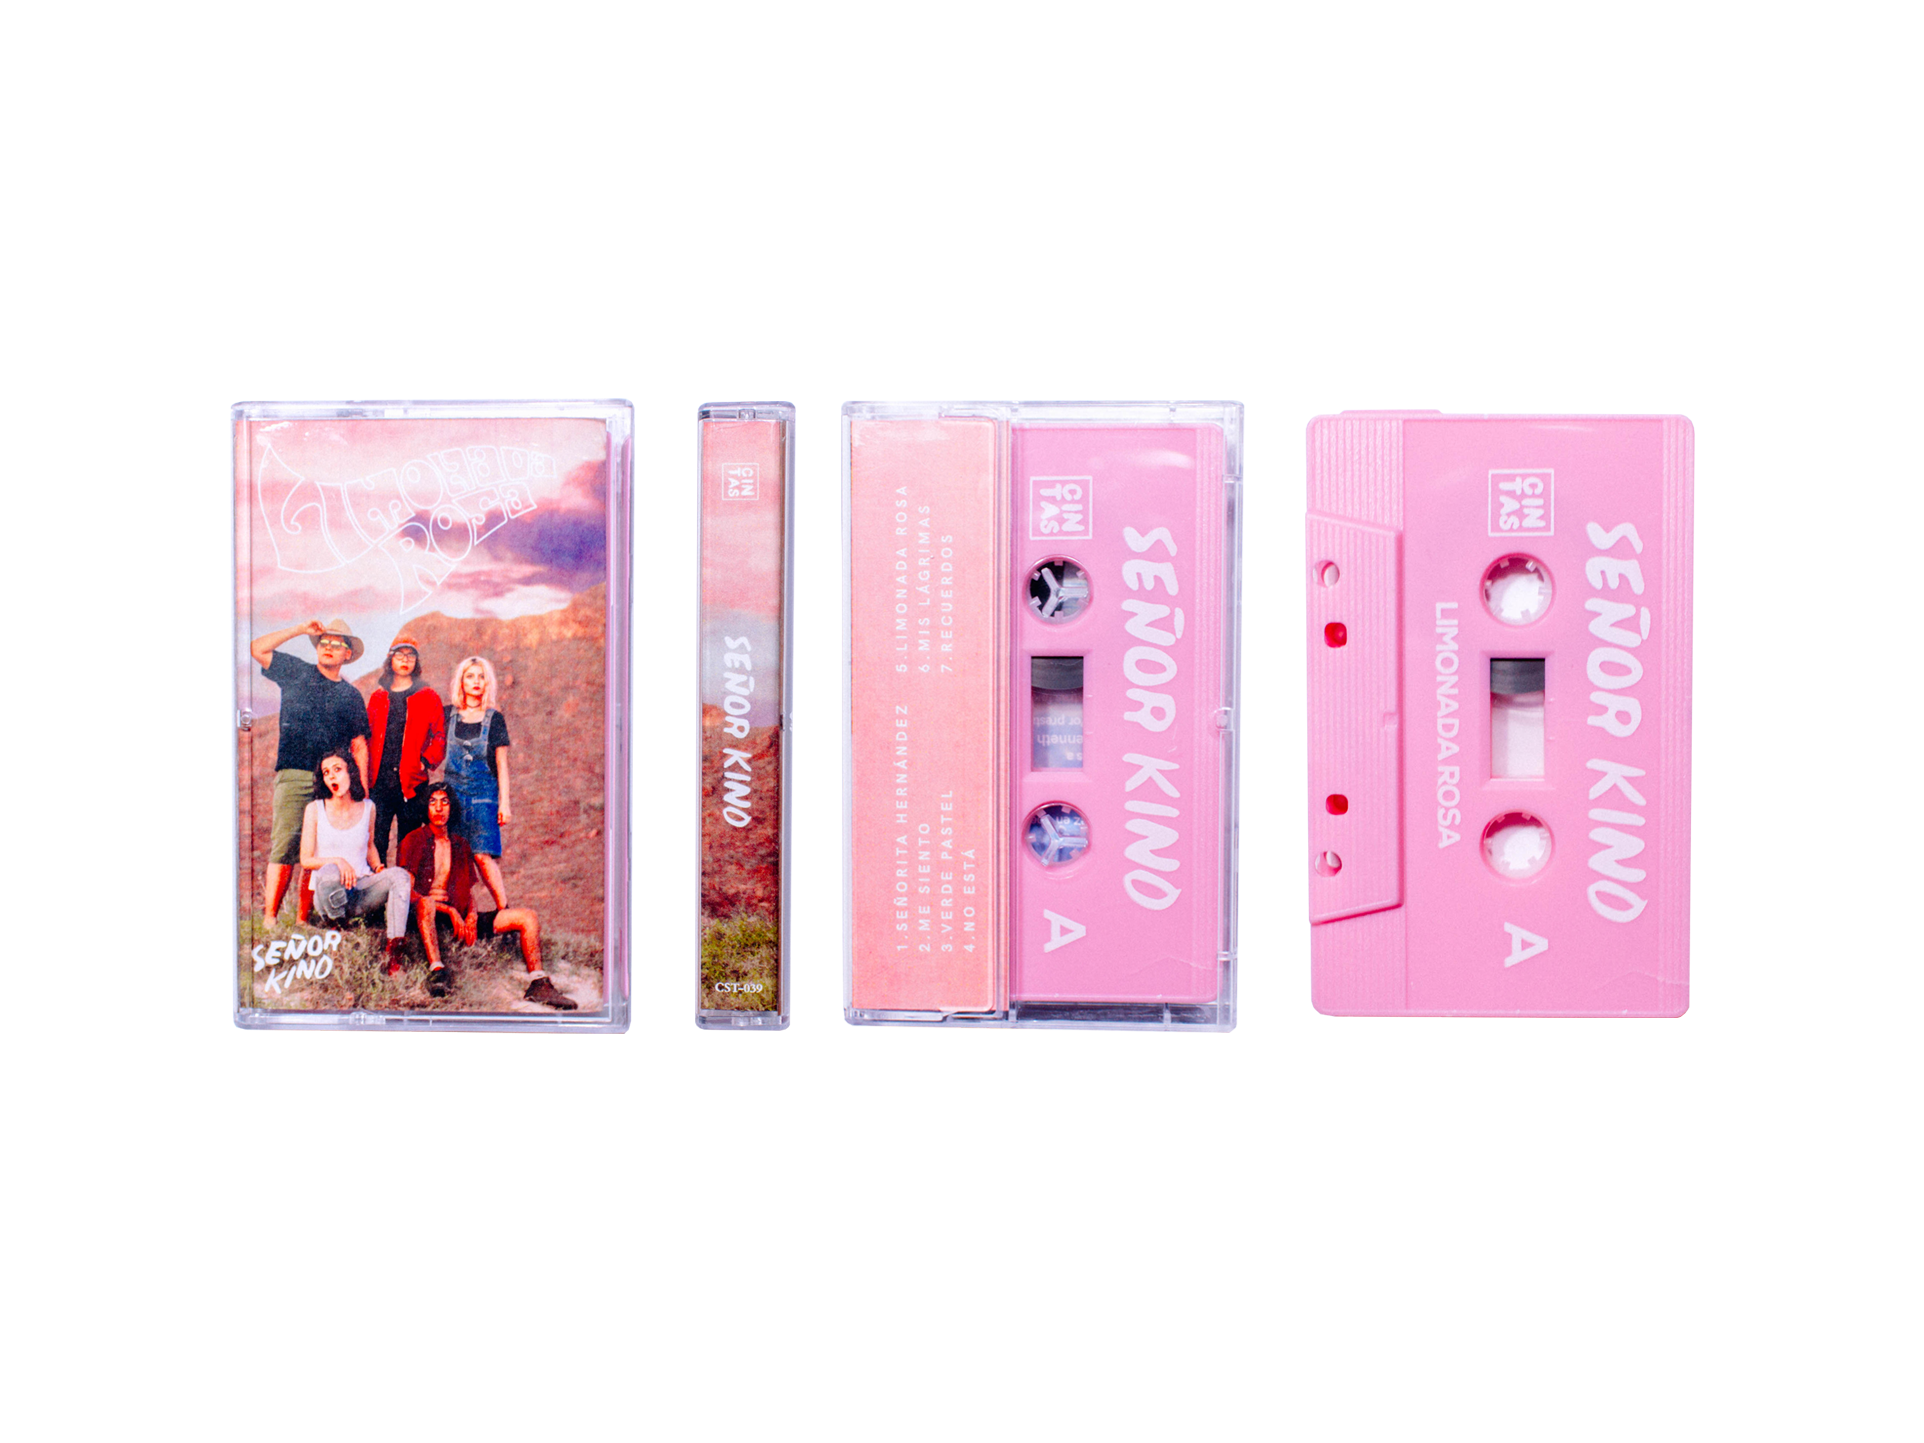 LIMONADA
ROSA
SEÑOR
KINO
CIN
TAS
SEÑOR KINO
CST-039
1.SEÑORITA HERNÁNDEZ
2.ME SIENTO
3.VERDE PASTEL
4.NO ESTÁ
5.LIMONADA ROSA
6.MIS LÁGRIMAS
7.RECUERDOS
CIN
TAS
SEÑOR KINO
A
CIN
TAS
SEÑOR KINO
LIMONADA ROSA
A